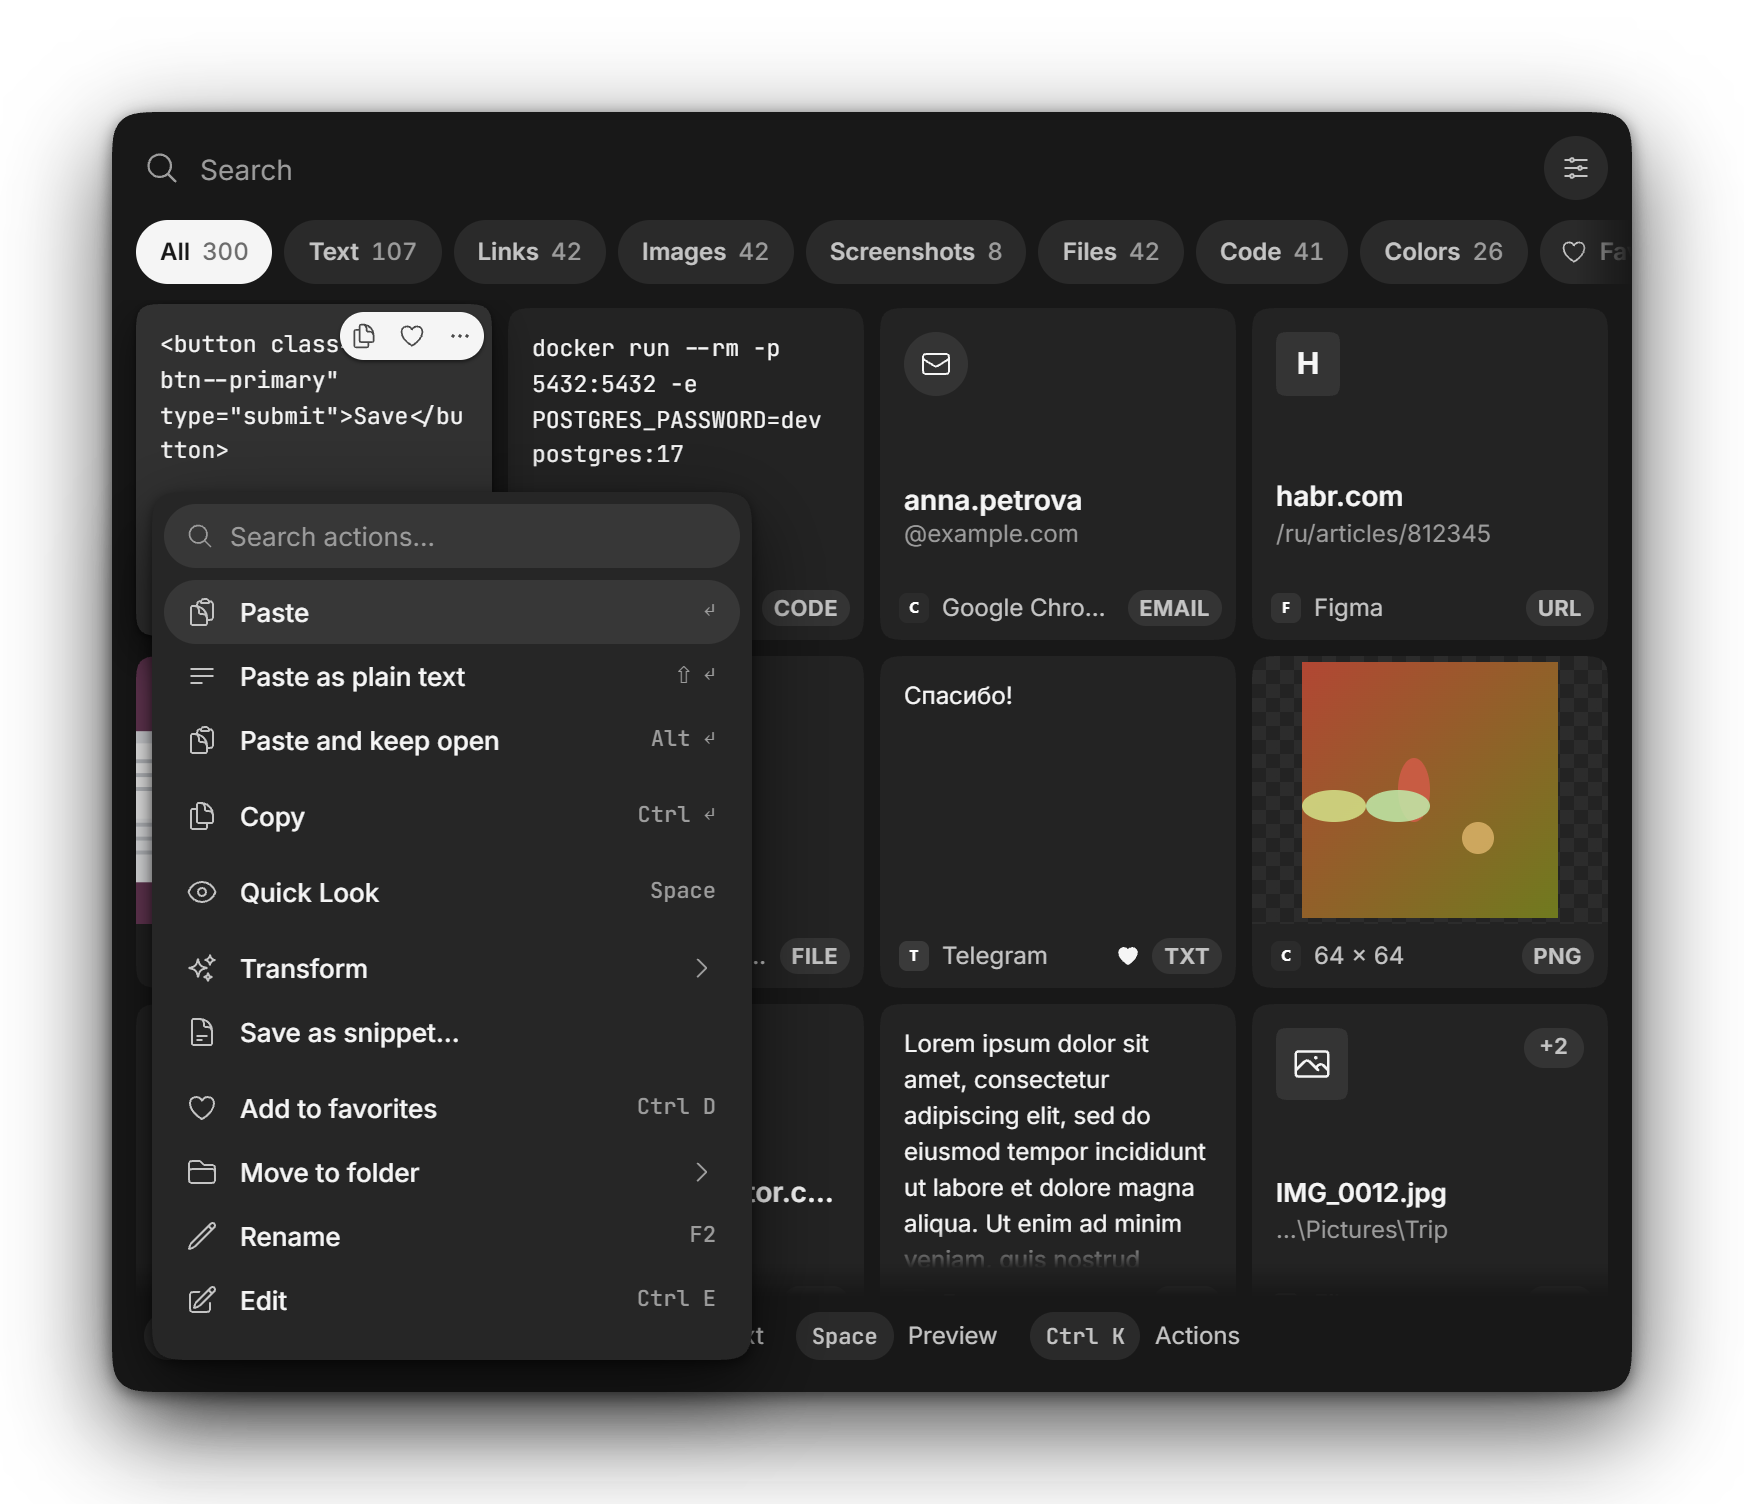 Search
All 300 Text 107 Links 42 Images 42 Screenshots 8 Files 42 Code 41 Colors 26
<button class
btn--primary"
type="submit">Save</bu
tton>
docker run --rm -p
5432:5432 -e
POSTGRES_PASSWORD=dev
postgres:17
CODE
anna.petrova
@example.com
C Google Chro... EMAIL
H
habr.com
/ru/articles/812345
F Figma URL
Search actions...
Paste ↵
Paste as plain text ⇧ ↵
Paste and keep open Alt ↵
Copy Ctrl ↵
Quick Look Space
Transform
Save as snippet...
Add to favorites Ctrl D
Move to folder
Rename F2
Edit Ctrl E
FILE
Спасибо!
T Telegram TXT
C 64 × 64 PNG
tor.c...
Lorem ipsum dolor sit
amet, consectetur
adipiscing elit, sed do
eiusmod tempor incididunt
ut labore et dolore magna
aliqua. Ut enim ad minim
veniam, quis nostrud
+2
IMG_0012.jpg
...\Pictures\Trip
Space Preview Ctrl K Actions